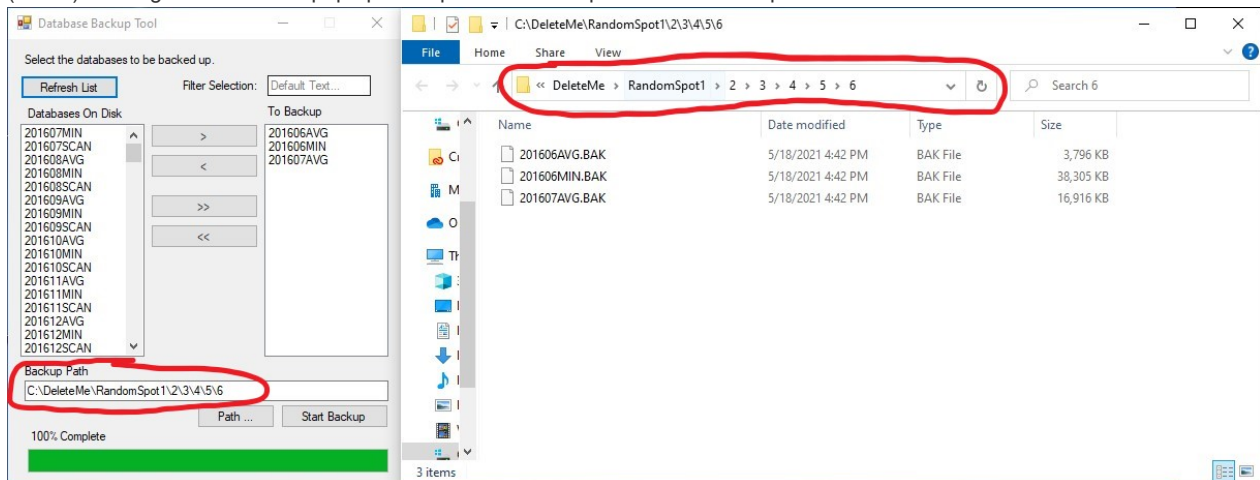 Database Backup Tool
Select the databases to be backed up.
Refresh List
Filter Selection:
Default Text...
Databases On Disk
To Backup
201607MIN
201607SCAN
201608AVG
201608MIN
201608SCAN
201609AVG
201609MIN
201609SCAN
201610AVG
201610MIN
201610SCAN
201611AVG
201611MIN
201611SCAN
201612AVG
201612MIN
201612SCAN
>
<
>>
<<
201606AVG
201606MIN
201607AVG
Backup Path
C:\DeleteMe\RandomSpot1\2\3\4\5\6
Path ...
Start Backup
100% Complete
C:\DeleteMe\RandomSpot1\2\3\4\5\6
File Home Share View
« DeleteMe > RandomSpot1 > 2 > 3 > 4 > 5 > 6
Search 6
Name Date modified Type Size
201606AVG.BAK 5/18/2021 4:42 PM BAK File 3,796 KB
201606MIN.BAK 5/18/2021 4:42 PM BAK File 38,305 KB
201607AVG.BAK 5/18/2021 4:42 PM BAK File 16,916 KB
3 items